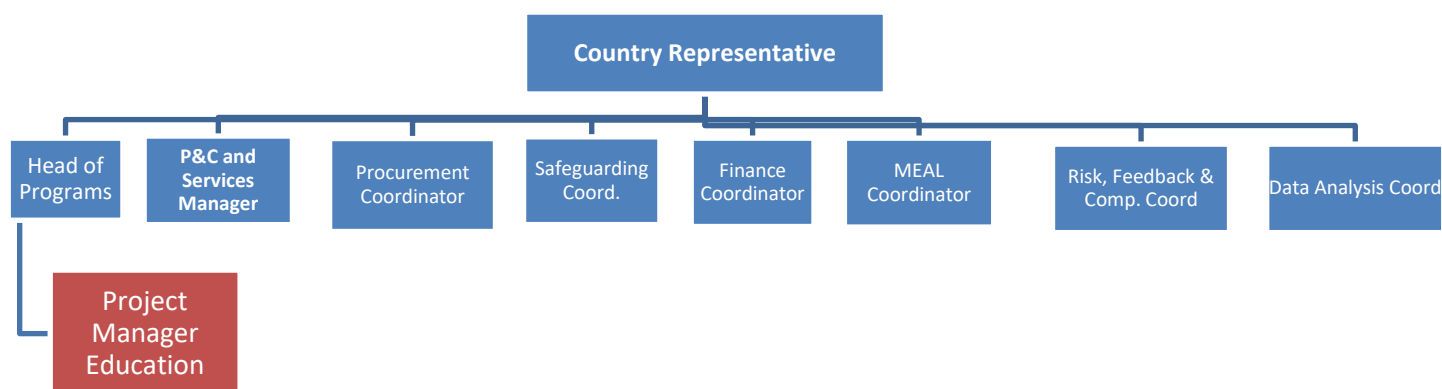 Country Representative
Head of
Programs
P&C and
Services
Manager
Procurement
Coordinator
Safeguarding
Coord.
Finance
Coordinator
MEAL
Coordinator
Risk, Feedback &
Comp. Coord
Data Analysis Coord
Project
Manager
Education